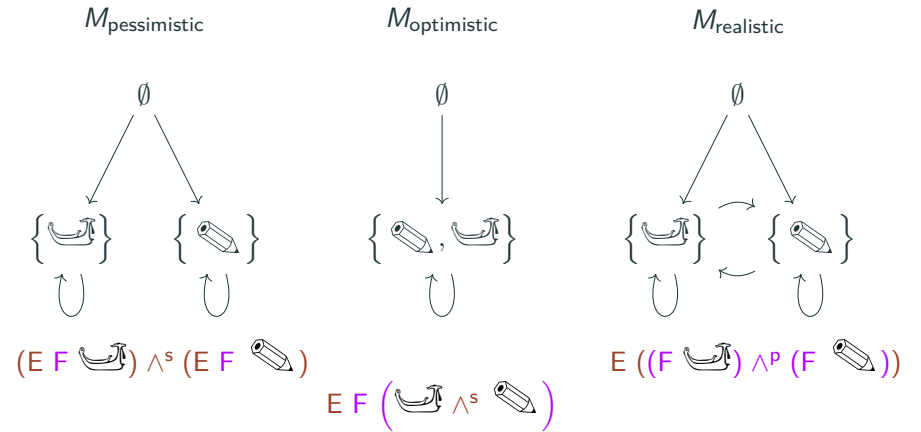 M_pessimistic M_optimistic M_realistic
∅ ∅ ∅
{ } { } { , } { } { }
(E F ) ∧ˢ (E F ) E ((F ) ∧ᵖ (F ))
E F ( ∧ˢ )